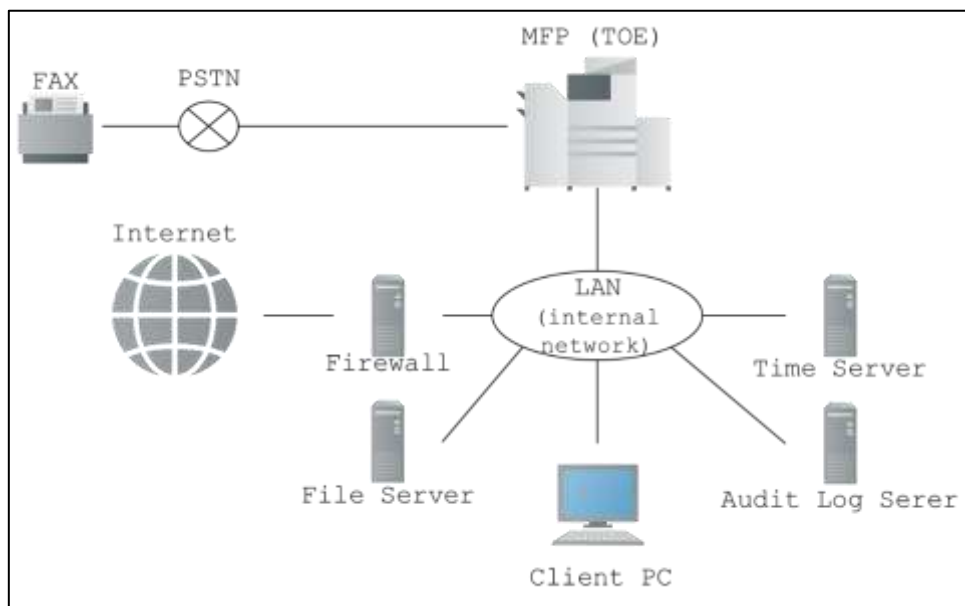 MFP (TOE)
FAX
PSTN
Internet
LAN
(internal
network)
Firewall
Time Server
File Server
Audit Log Serer
Client PC